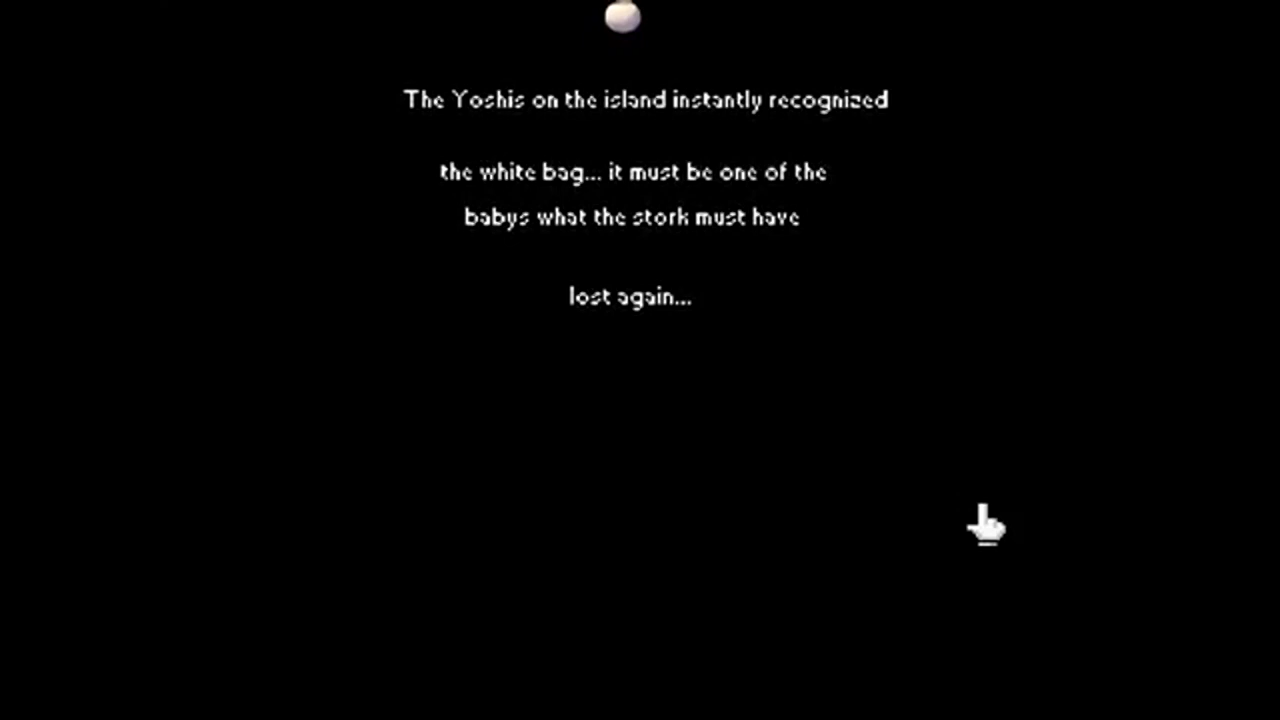 The Yoshis on the island instantly recognized
the white bag... it must be one of the
babys what the stork must have
lost again...